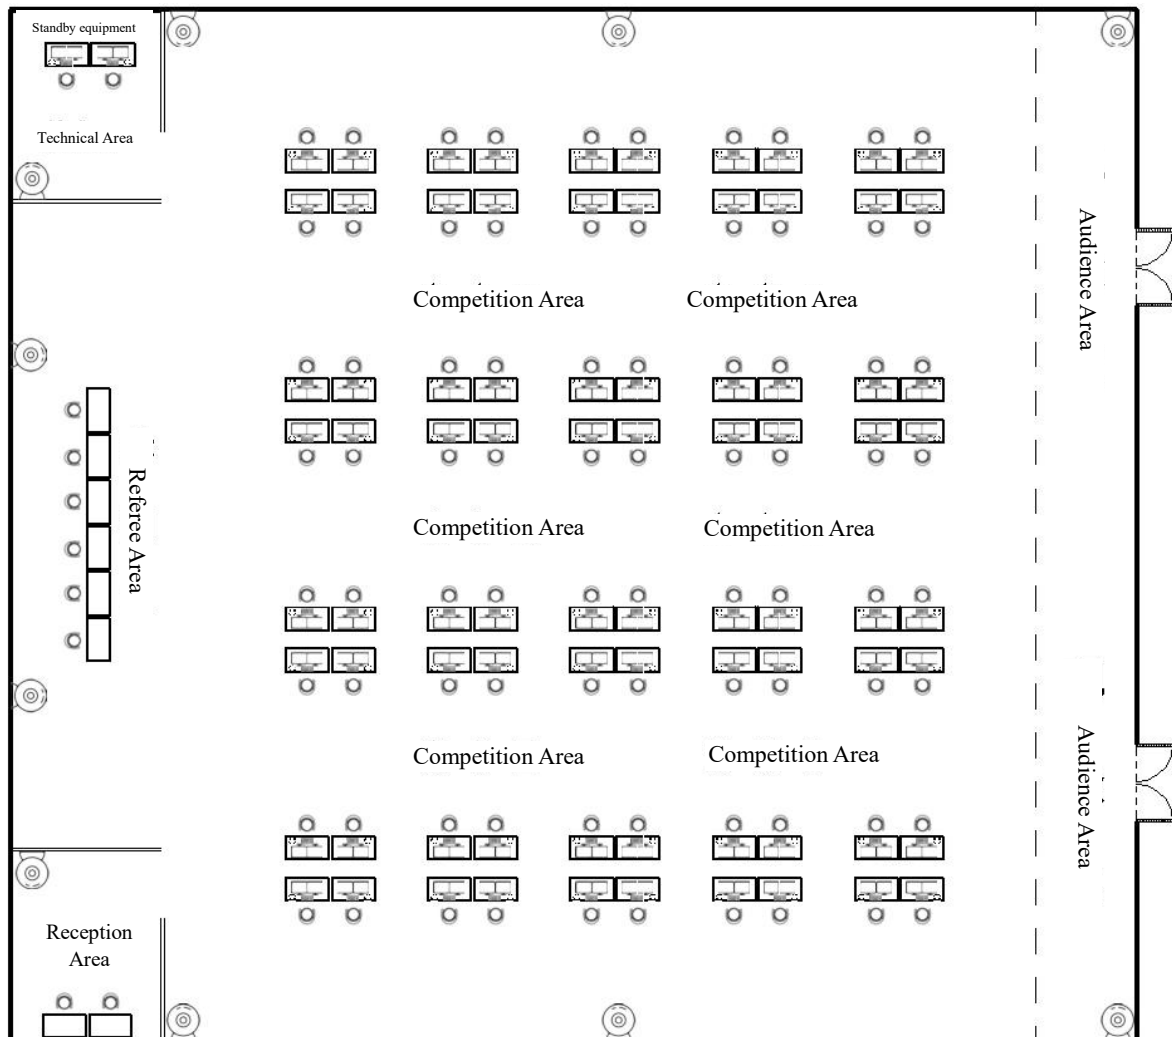 Standby equipment
Technical Area
Competition Area
Competition Area
Audience Area
Referee Area
Competition Area
Competition Area
Competition Area
Competition Area
Audience Area
Reception
Area